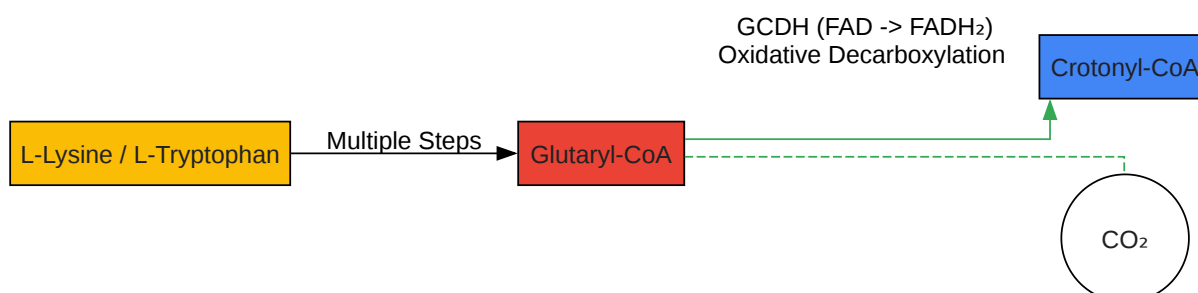 GCDH (FAD -> FADH₂)
Oxidative Decarboxylation
Crotonyl-CoA
L-Lysine / L-Tryptophan
Multiple Steps
Glutaryl-CoA
CO₂